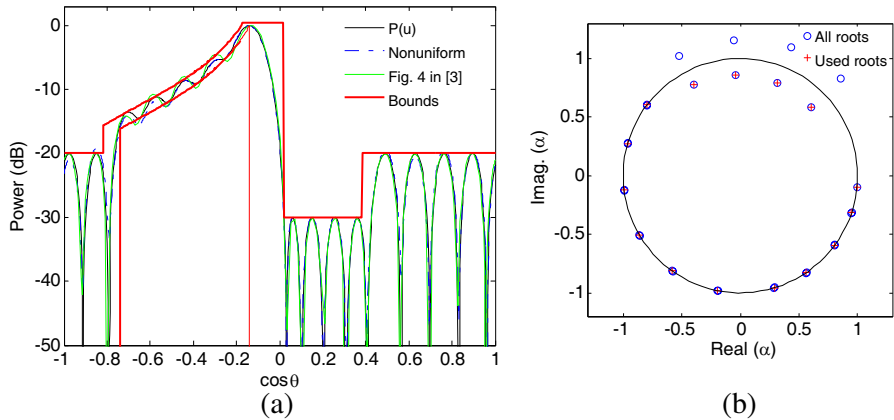 P(u)
Nonuniform
Fig. 4 in [3]
Bounds
Power (dB)
0
-10
-20
-30
-40
-50
-1 -0.8 -0.6 -0.4 -0.2 0 0.2 0.4 0.6 0.8 1
cosθ
(a)
All roots
Used roots
Imag. (α)
1
0.5
0
-0.5
-1
-1 -0.5 0 0.5 1
Real (α)
(b)